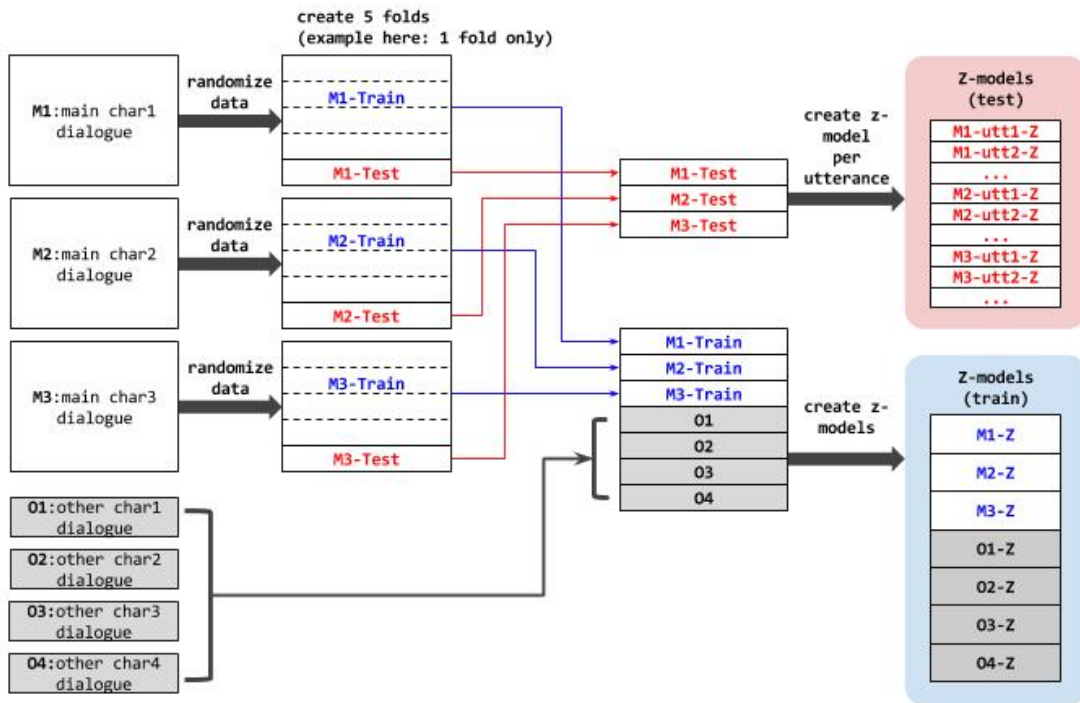 create 5 folds
(example here: 1 fold only)
M1:main char1
dialogue
randomize
data
M1-Train
M1-Test
M2:main char2
dialogue
randomize
data
M2-Train
M2-Test
M3:main char3
dialogue
randomize
data
M3-Train
M3-Test
O1:other char1
dialogue
O2:other char2
dialogue
O3:other char3
dialogue
O4:other char4
dialogue
M1-Test
M2-Test
M3-Test
create z-
model
per
utterance
M1-Train
M2-Train
M3-Train
O1
O2
O3
O4
create z-
models
Z-models
(test)
M1-utt1-Z
M1-utt2-Z
...
M2-utt1-Z
M2-utt2-Z
...
M3-utt1-Z
M3-utt2-Z
...
Z-models
(train)
M1-Z
M2-Z
M3-Z
O1-Z
O2-Z
O3-Z
O4-Z